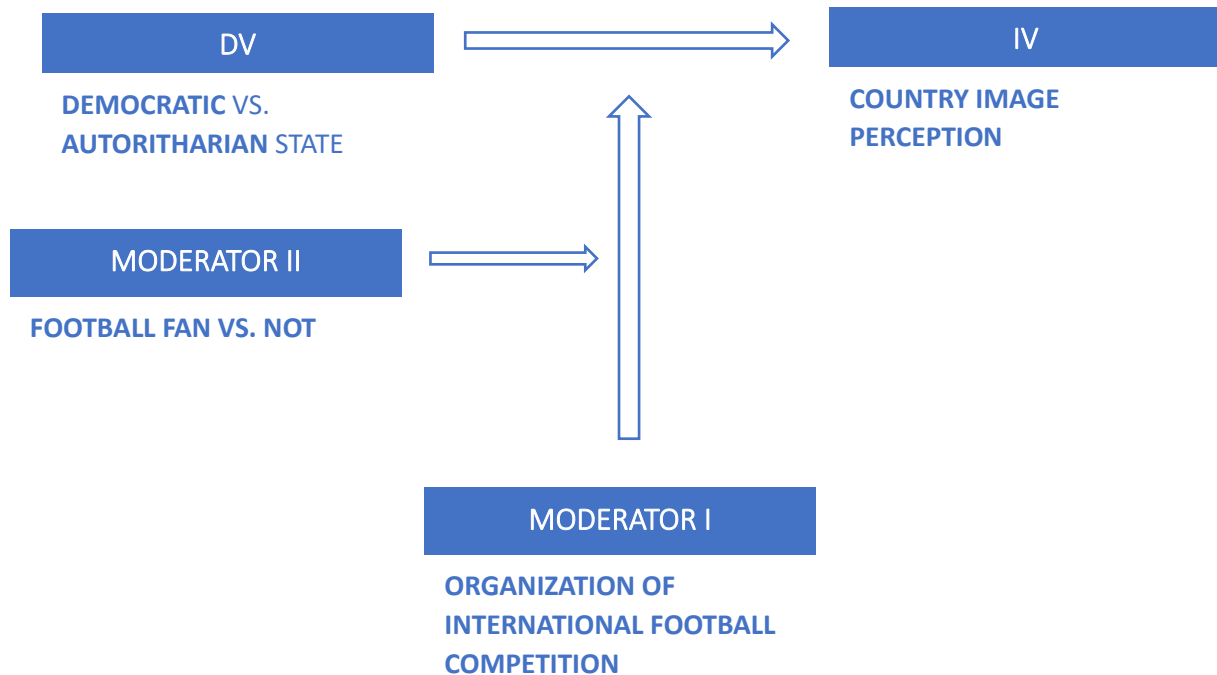 DV
IV
DEMOCRATIC VS.
AUTORITHARIAN STATE
COUNTRY IMAGE
PERCEPTION
MODERATOR II
FOOTBALL FAN VS. NOT
MODERATOR I
ORGANIZATION OF
INTERNATIONAL FOOTBALL
COMPETITION